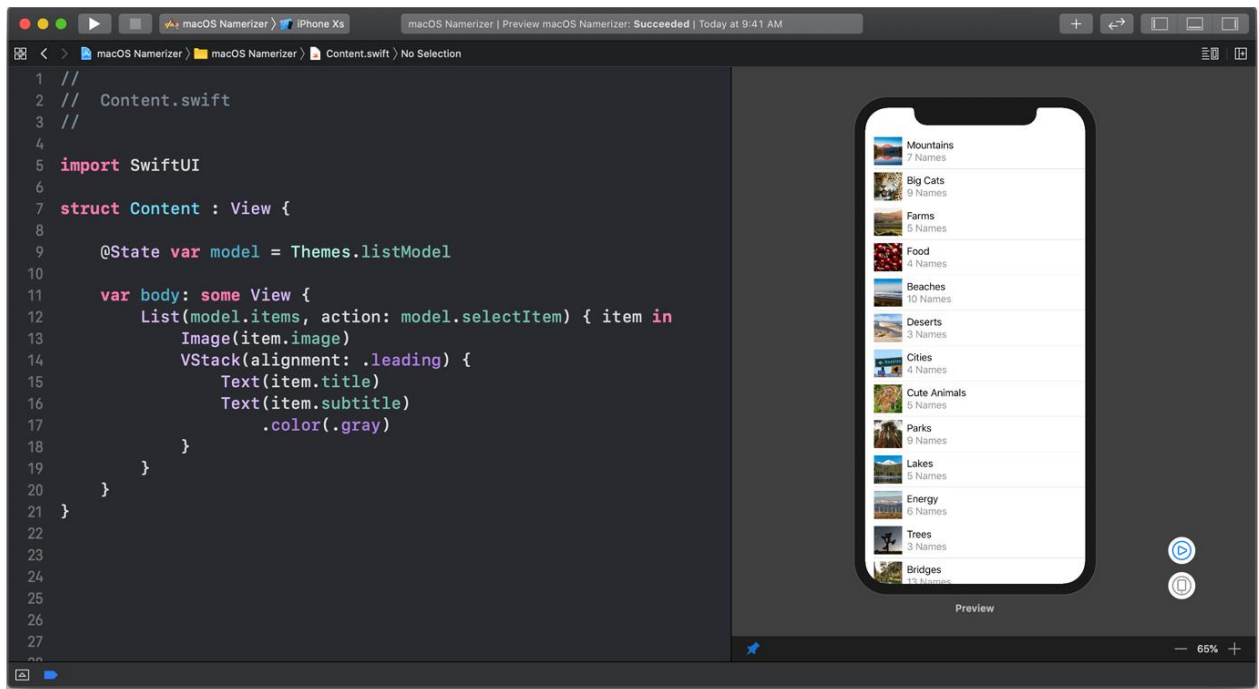 macOS Namerizer 〉 iPhone Xs
macOS Namerizer | Preview macOS Namerizer: Succeeded | Today at 9:41 AM
macOS Namerizer 〉 macOS Namerizer 〉 Content.swift 〉 No Selection
1 //
2 //  Content.swift
3 //
4
5 import SwiftUI
6
7 struct Content : View {
8
9     @State var model = Themes.listModel
10
11     var body: some View {
12         List(model.items, action: model.selectItem) { item in
13             Image(item.image)
14             VStack(alignment: .leading) {
15                 Text(item.title)
16                 Text(item.subtitle)
17                     .color(.gray)
18             }
19         }
20     }
21 }
22
23
24
25
26
27
Mountains
7 Names
Big Cats
9 Names
Farms
5 Names
Food
4 Names
Beaches
10 Names
Deserts
3 Names
Cities
4 Names
Cute Animals
5 Names
Parks
9 Names
Lakes
5 Names
Energy
6 Names
Trees
3 Names
Bridges
13 Names
Preview
65%